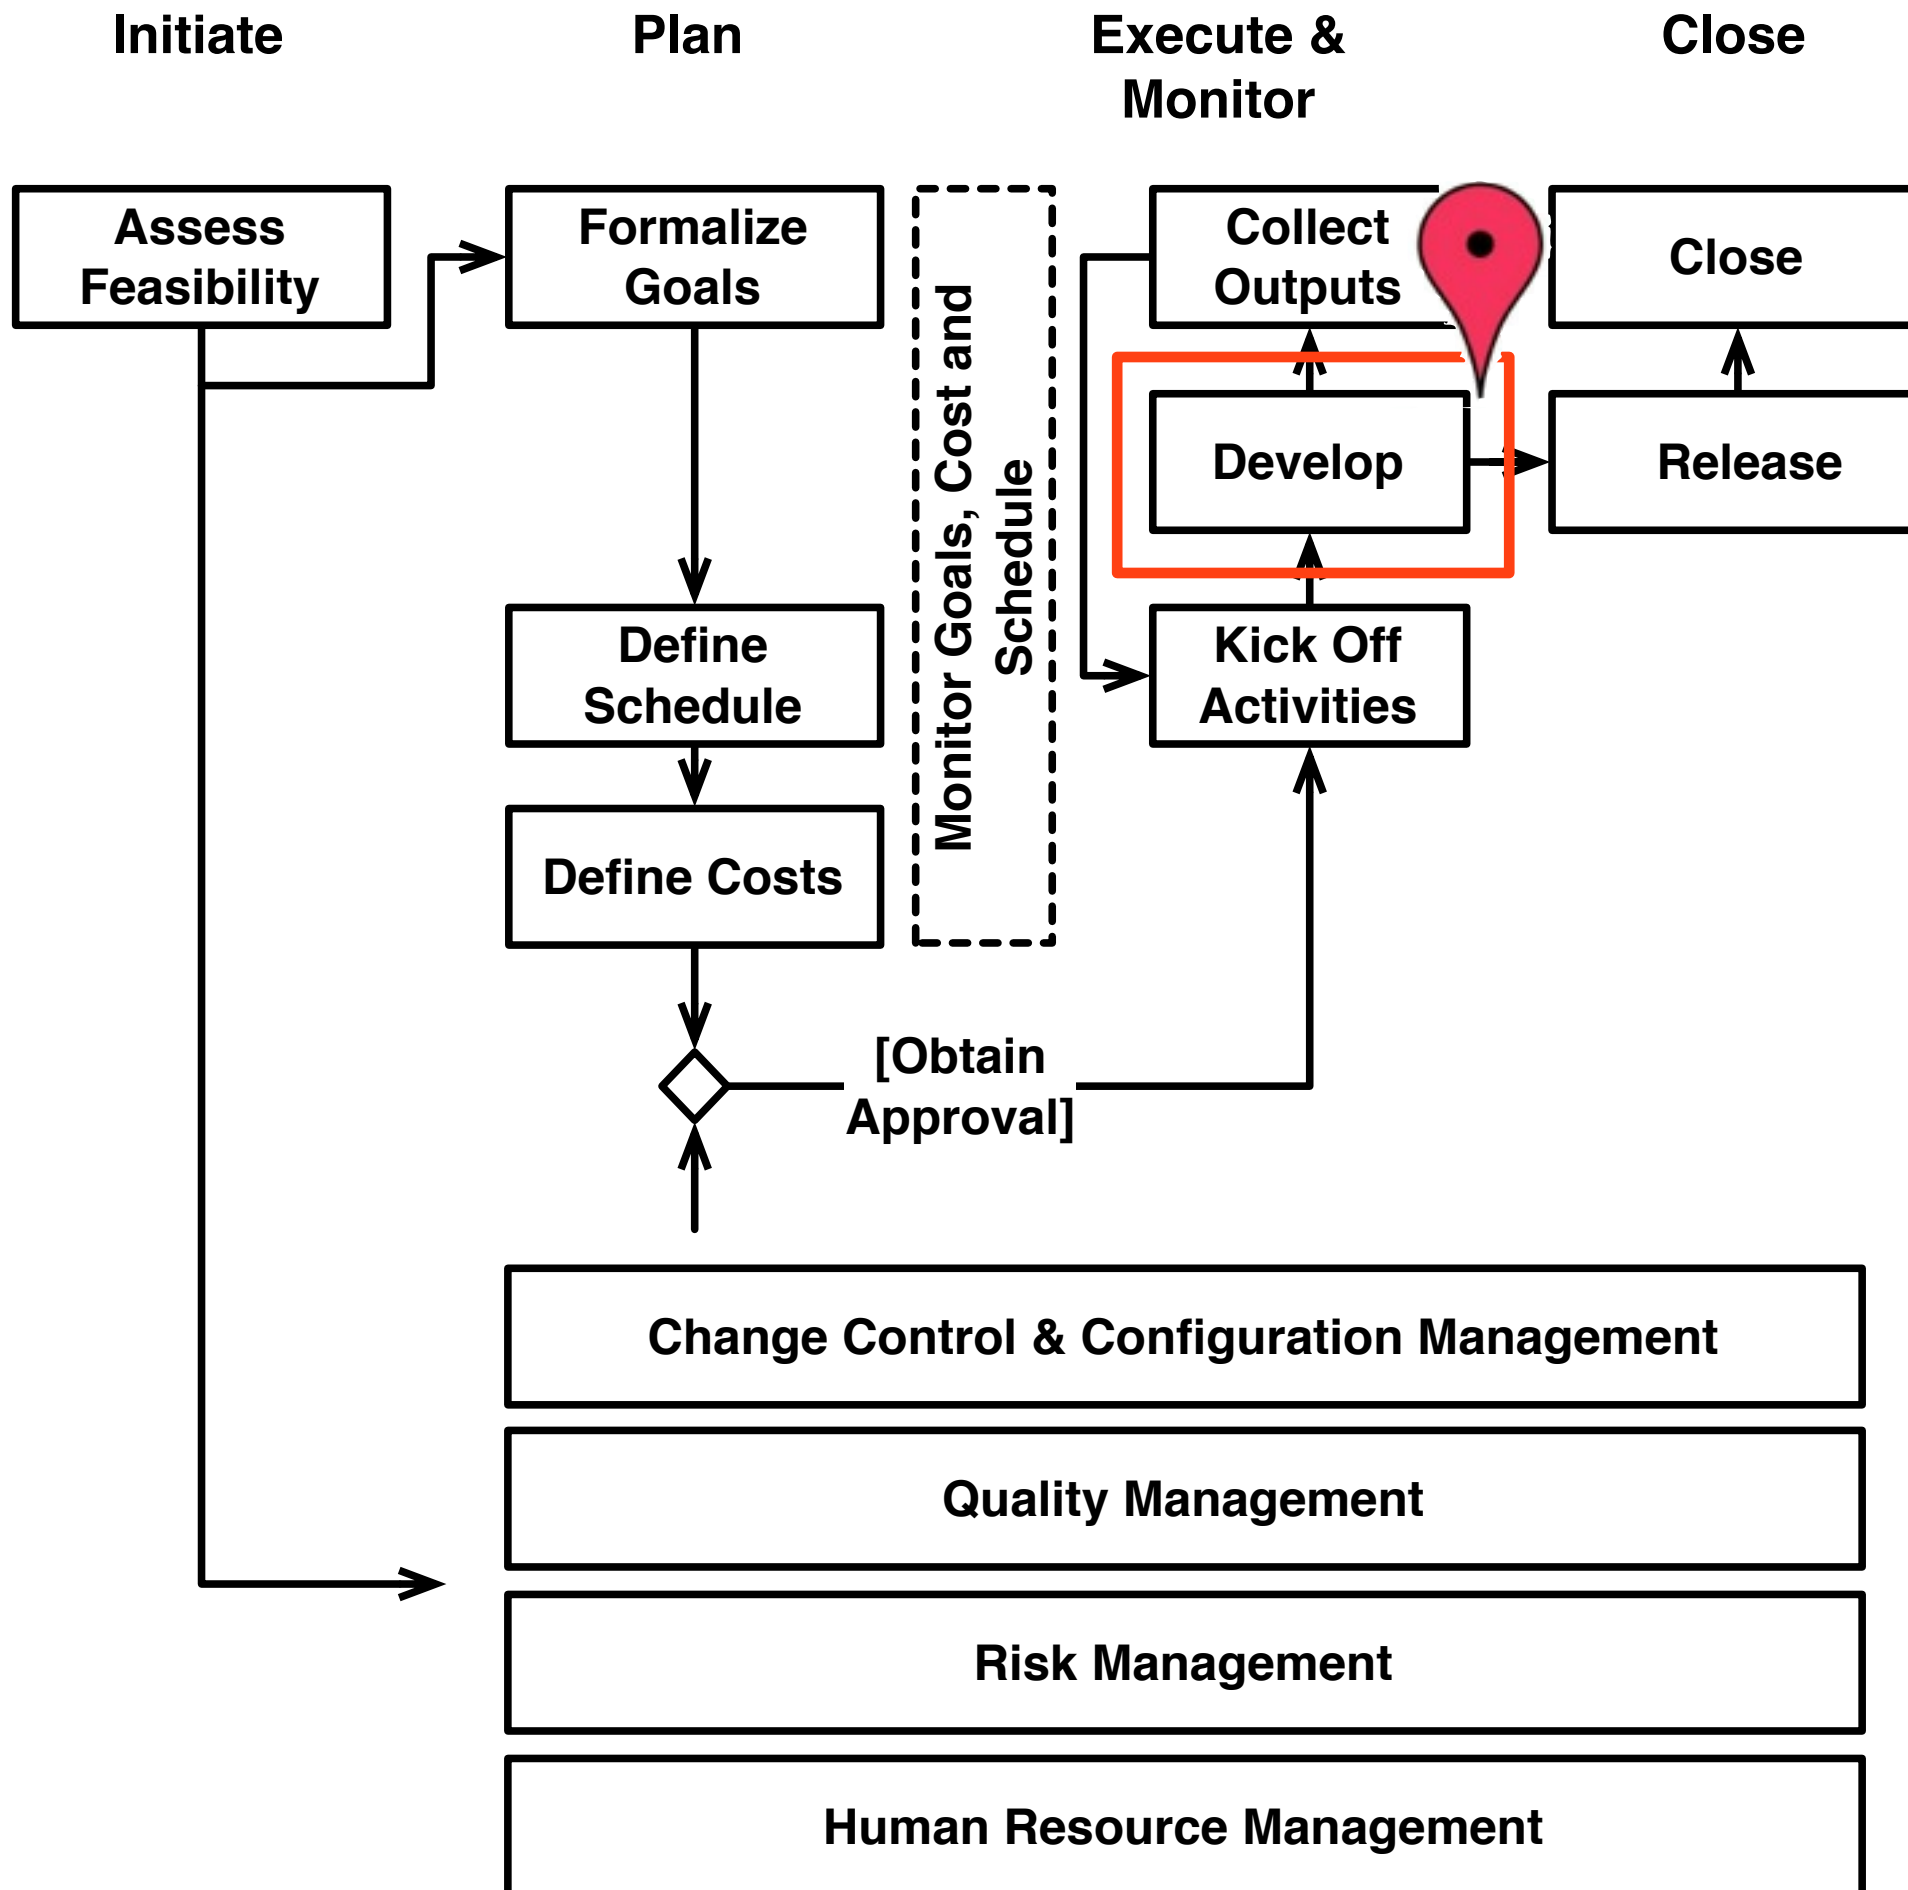 Initiate
Plan
Execute &
Monitor
Close
Assess
Feasibility
Formalize
Goals
Monitor Goals, Cost and
Schedule
Collect
Outputs
Close
Develop
Release
Define
Schedule
Kick Off
Activities
Define Costs
[Obtain
Approval]
Change Control & Configuration Management
Quality Management
Risk Management
Human Resource Management